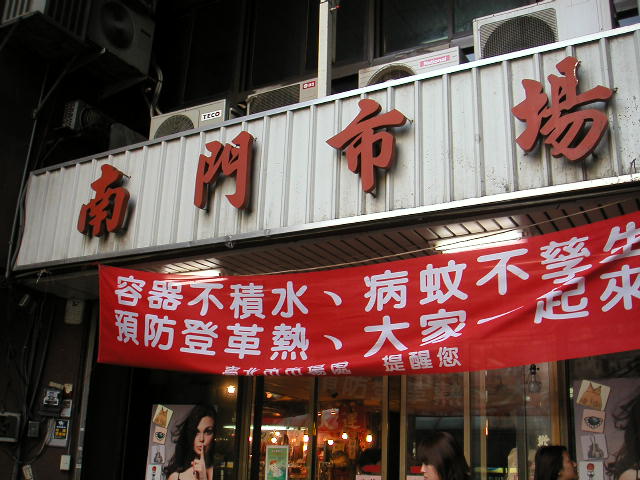 TECO
National
南門市場
容器不積水、病蚊不孳生
預防登革熱、大家一起來
提醒您